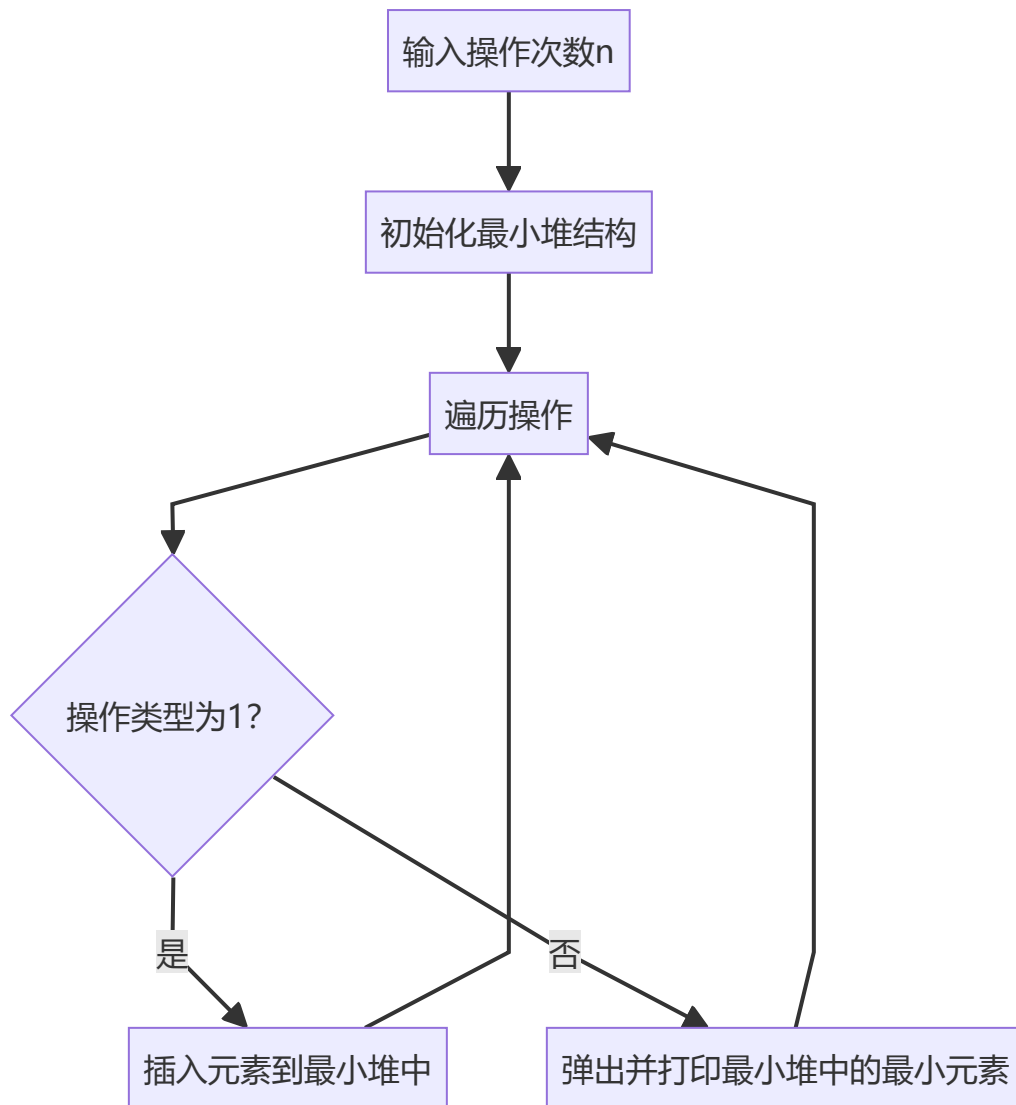 输入操作次数n
初始化最小堆结构
遍历操作
操作类型为1？
是
否
插入元素到最小堆中
弹出并打印最小堆中的最小元素